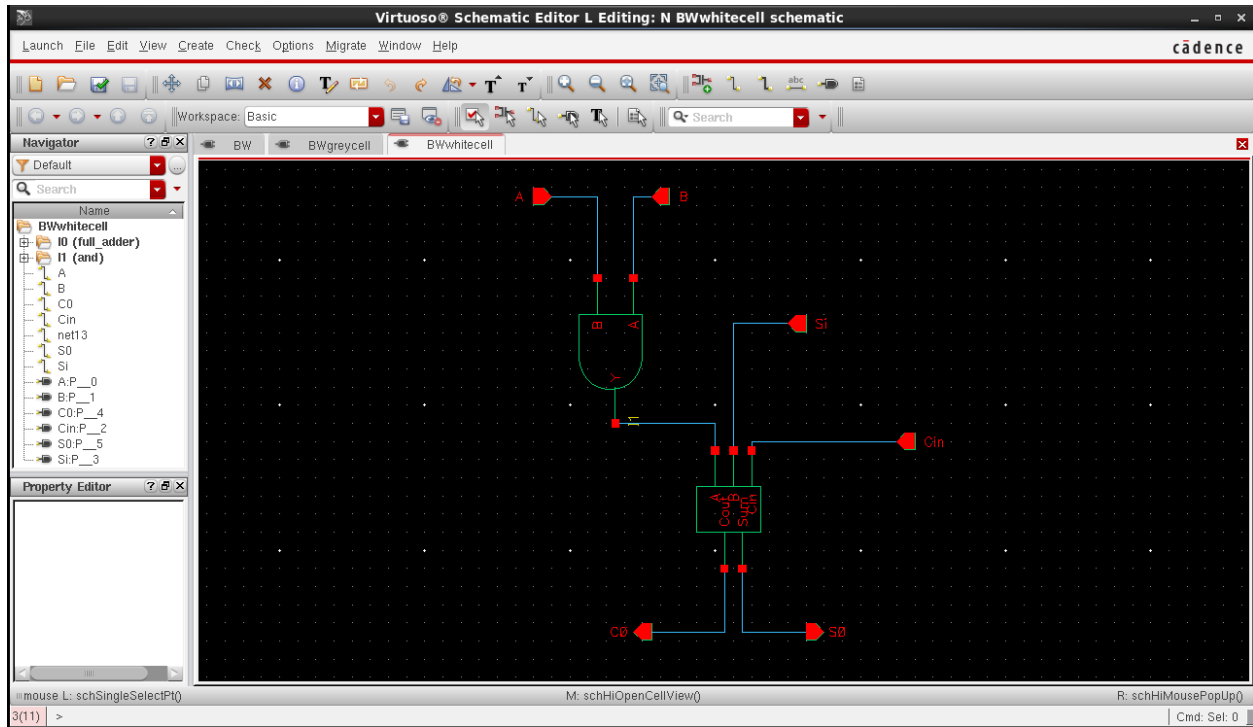 Virtuoso® Schematic Editor L Editing: N BWwhitecell schematic
Launch File Edit View Create Check Options Migrate Window Help
cādence
abc
Workspace: Basic
Search
Navigator
BW
BWgreycell
BWwhitecell
Default
Search
Name
BWwhitecell
I0 (full_adder)
I1 (and)
A
B
C0
Cin
net13
S0
Si
A:P__0
B:P__1
C0:P__4
Cin:P__2
S0:P__5
Si:P__3
Property Editor
A
B
B
A
Y
I1
Si
Cin
A
B
Cin
Cout
Sum
C0
S0
mouse L: schSingleSelectPt()
M: schHiOpenCellView()
R: schHiMousePopUp()
3(11) >
Cmd: Sel: 0